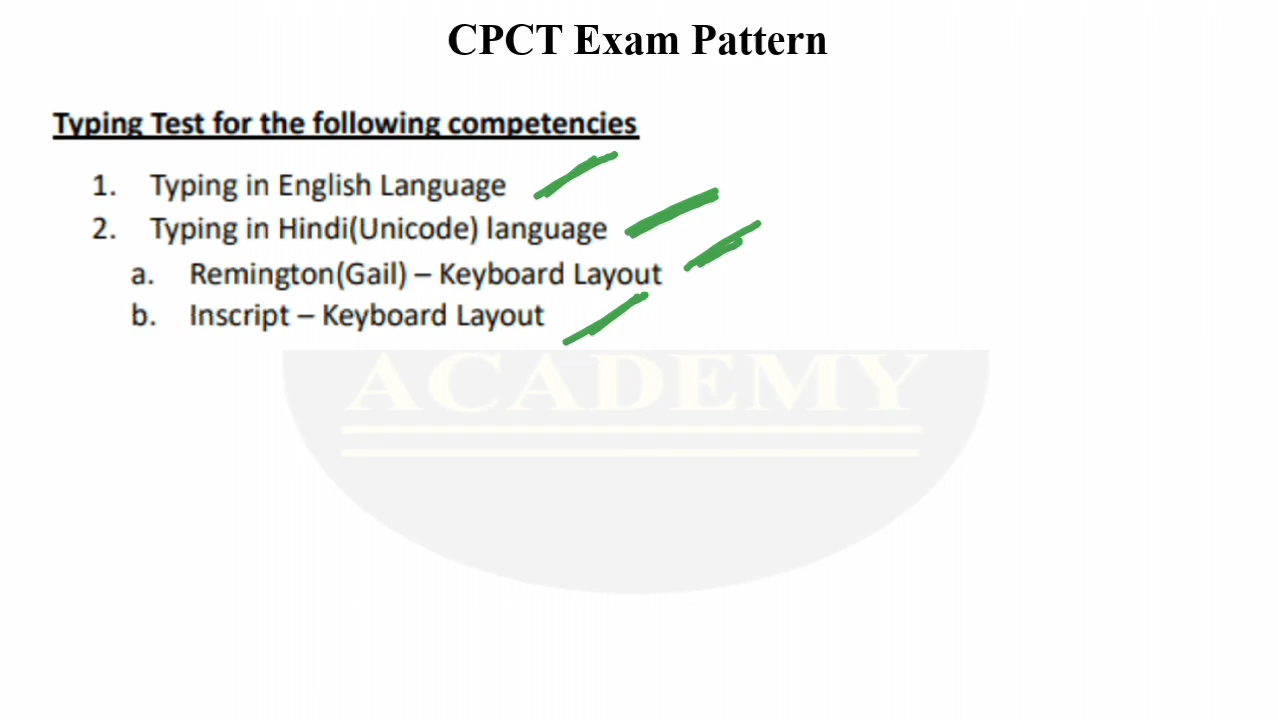 CPCT Exam Pattern
Typing Test for the following competencies
1. Typing in English Language
2. Typing in Hindi(Unicode) language
a. Remington(Gail) – Keyboard Layout
b. Inscript – Keyboard Layout
ACADEMY